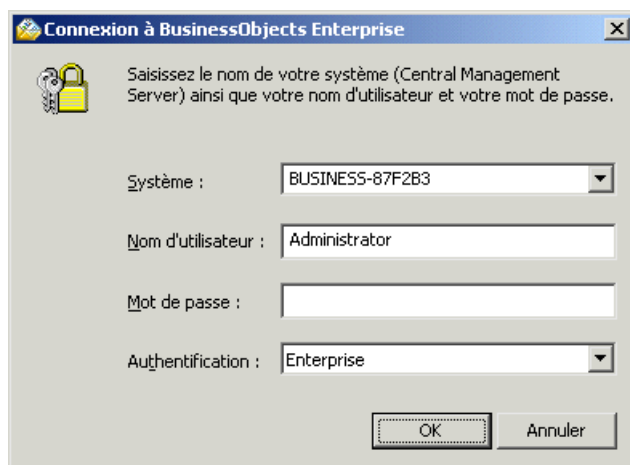 Connexion à BusinessObjects Enterprise
Saisissez le nom de votre système (Central Management
Server) ainsi que votre nom d'utilisateur et votre mot de passe.
Système : BUSINESS-87F2B3
Nom d'utilisateur : Administrator
Mot de passe :
Authentification : Enterprise
OK Annuler